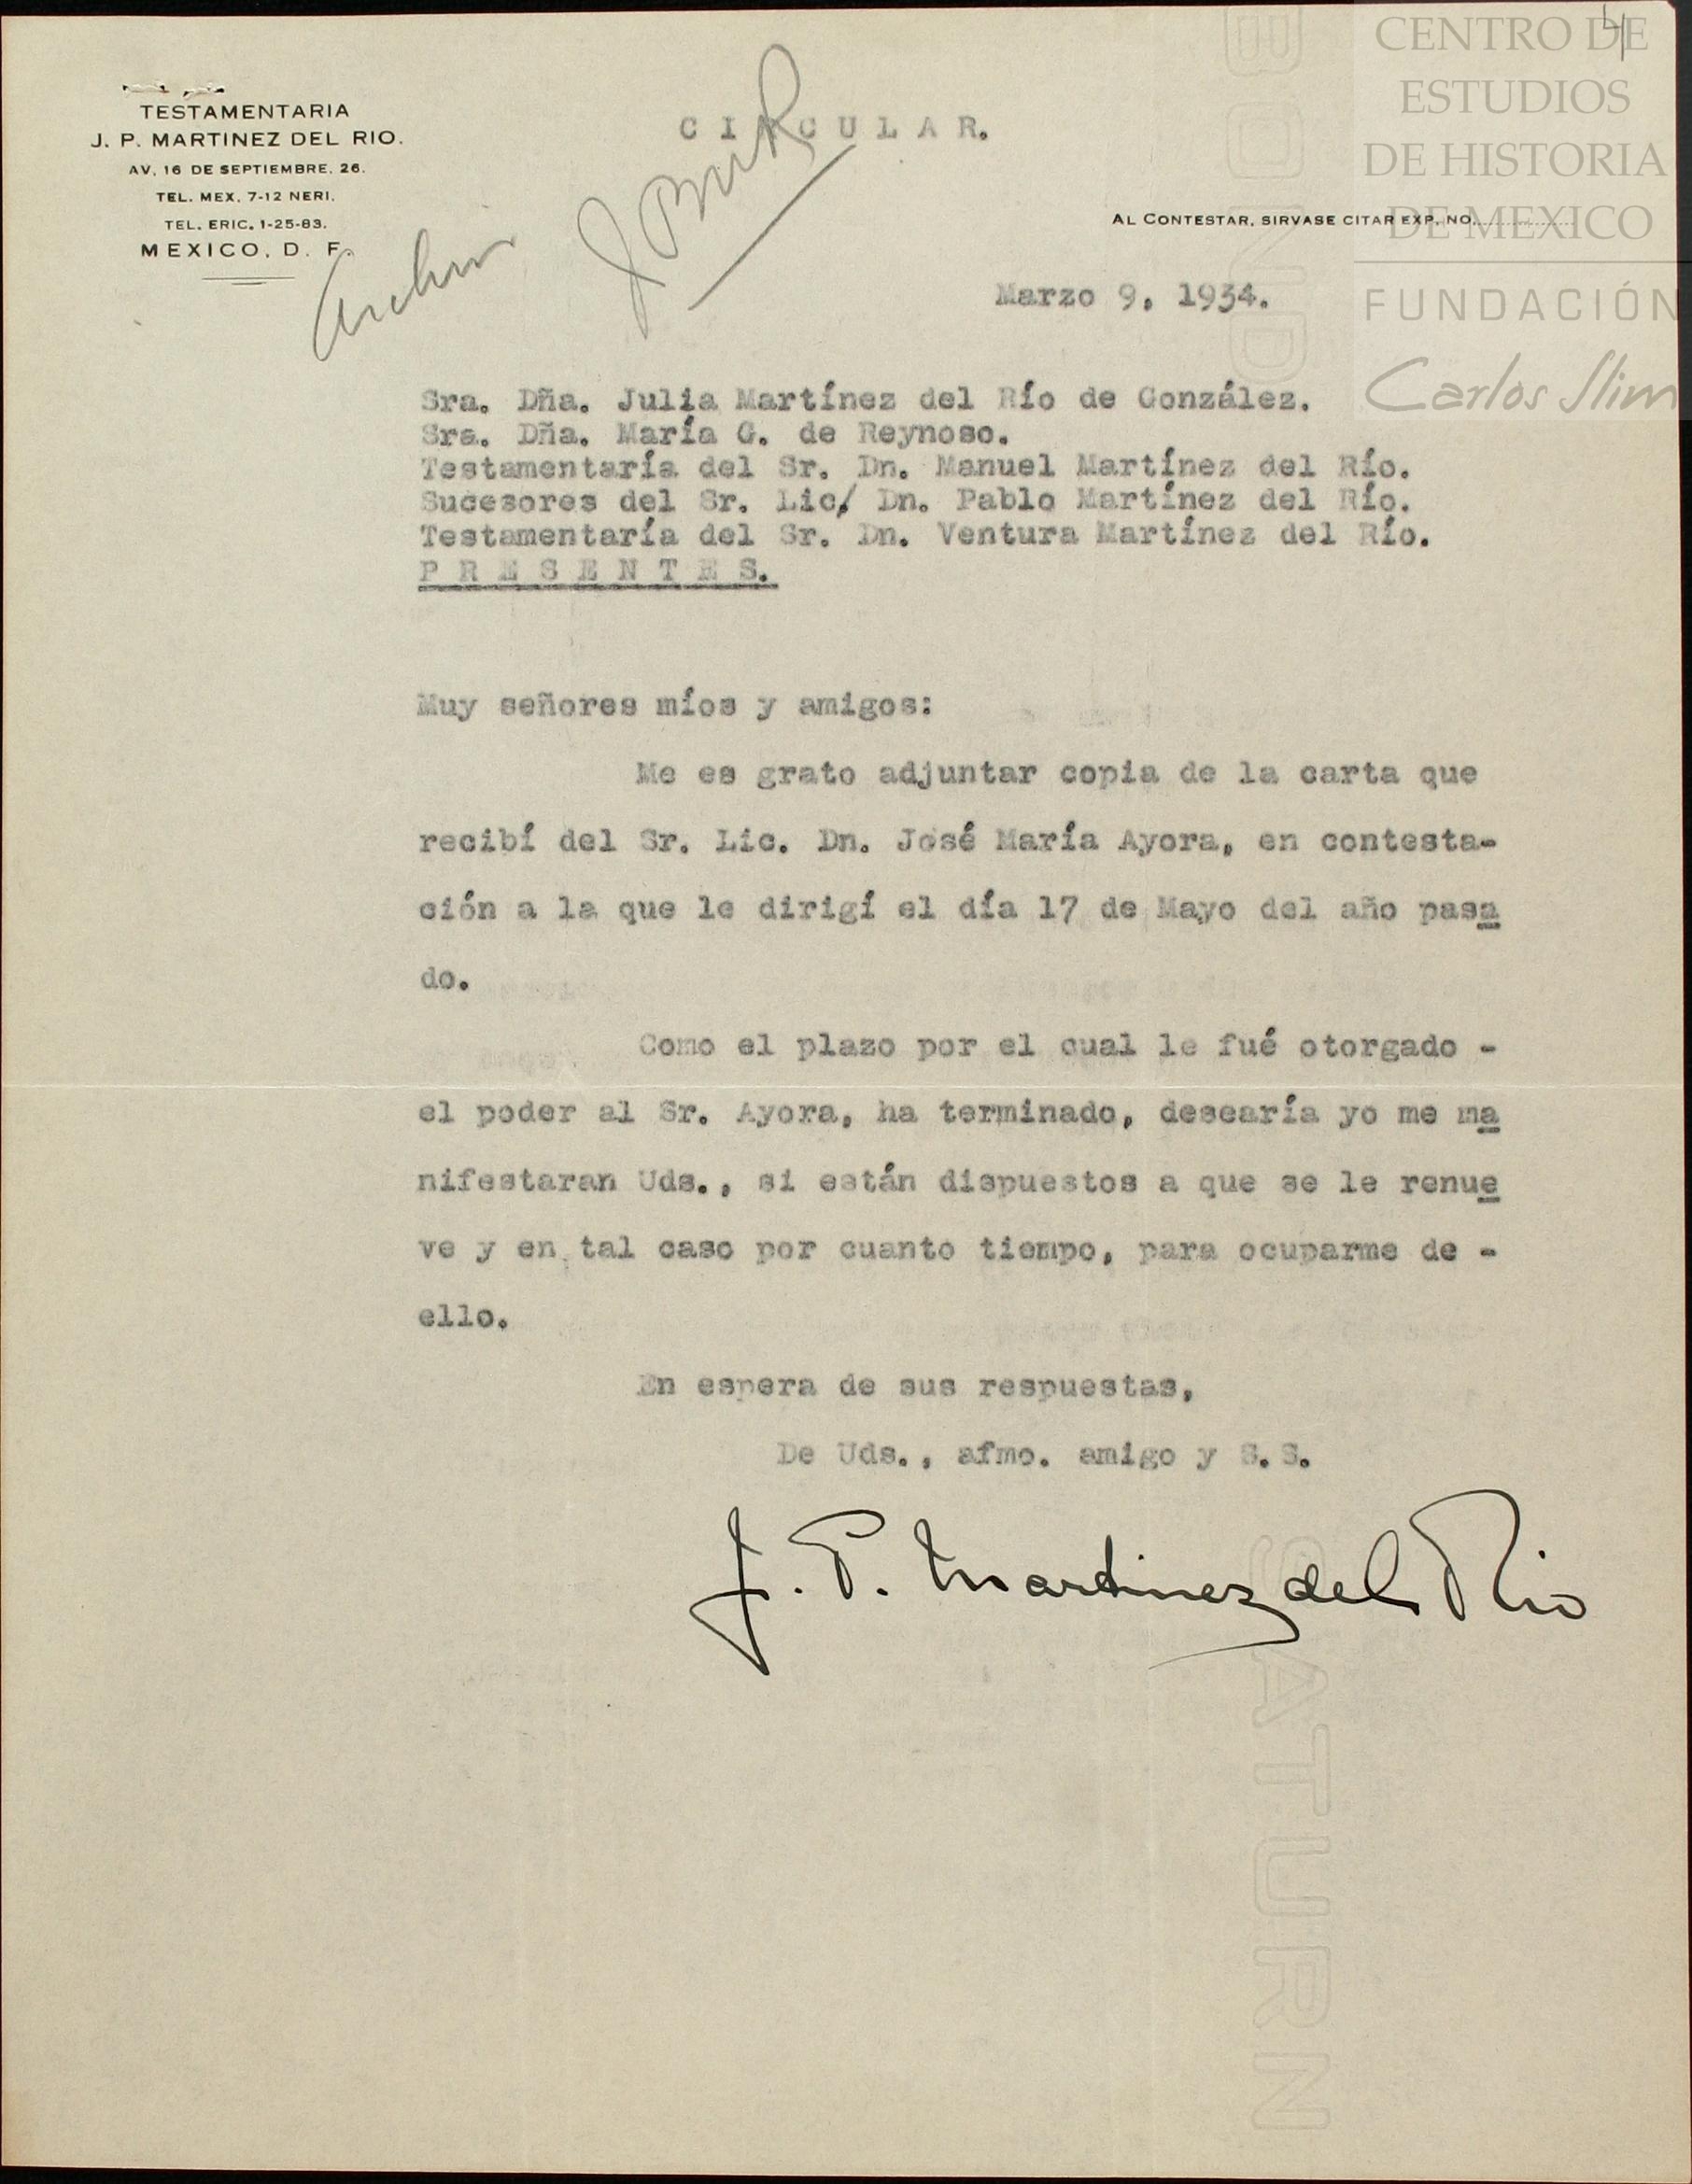 4
CENTRO DE
ESTUDIOS
DE HISTORIA
DE MEXICO
FUNDACIÓN
Carlos Slim
TESTAMENTARIA
J. P. MARTINEZ DEL RIO.
AV. 16 DE SEPTIEMBRE. 26.
TEL. MEX. 7-12 NERI.
TEL. ERIC. 1-25-83.
MEXICO, D. F.
C I R C U L A R.
AL CONTESTAR, SIRVASE CITAR EXP. NO.
Marzo 9, 1934.
Sra. Dña. Julia Martínez del Río de González.
Sra. Dña. María G. de Reynoso.
Testamentaría del Sr. Dn. Manuel Martínez del Río.
Sucesores del Sr. Lic. Dn. Pablo Martínez del Río.
Testamentaría del Sr. Dn. Ventura Martínez del Río.
P R E S E N T E S.
Muy señores míos y amigos:
Me es grato adjuntar copia de la carta que
recibí del Sr. Lic. Dn. José María Ayora, en contesta-
ción a la que le dirigí el día 17 de Mayo del año pasa
do.
Como el plazo por el cual le fué otorgado -
el poder al Sr. Ayora, ha terminado, desearía yo me ma
nifestaran Uds., si están dispuestos a que se le renue
ve y en tal caso por cuanto tiempo, para ocuparme de -
ello.
En espera de sus respuestas,
De Uds., afmo. amigo y S.S.
J. P. Martinez del Rio
BOND
SATURN